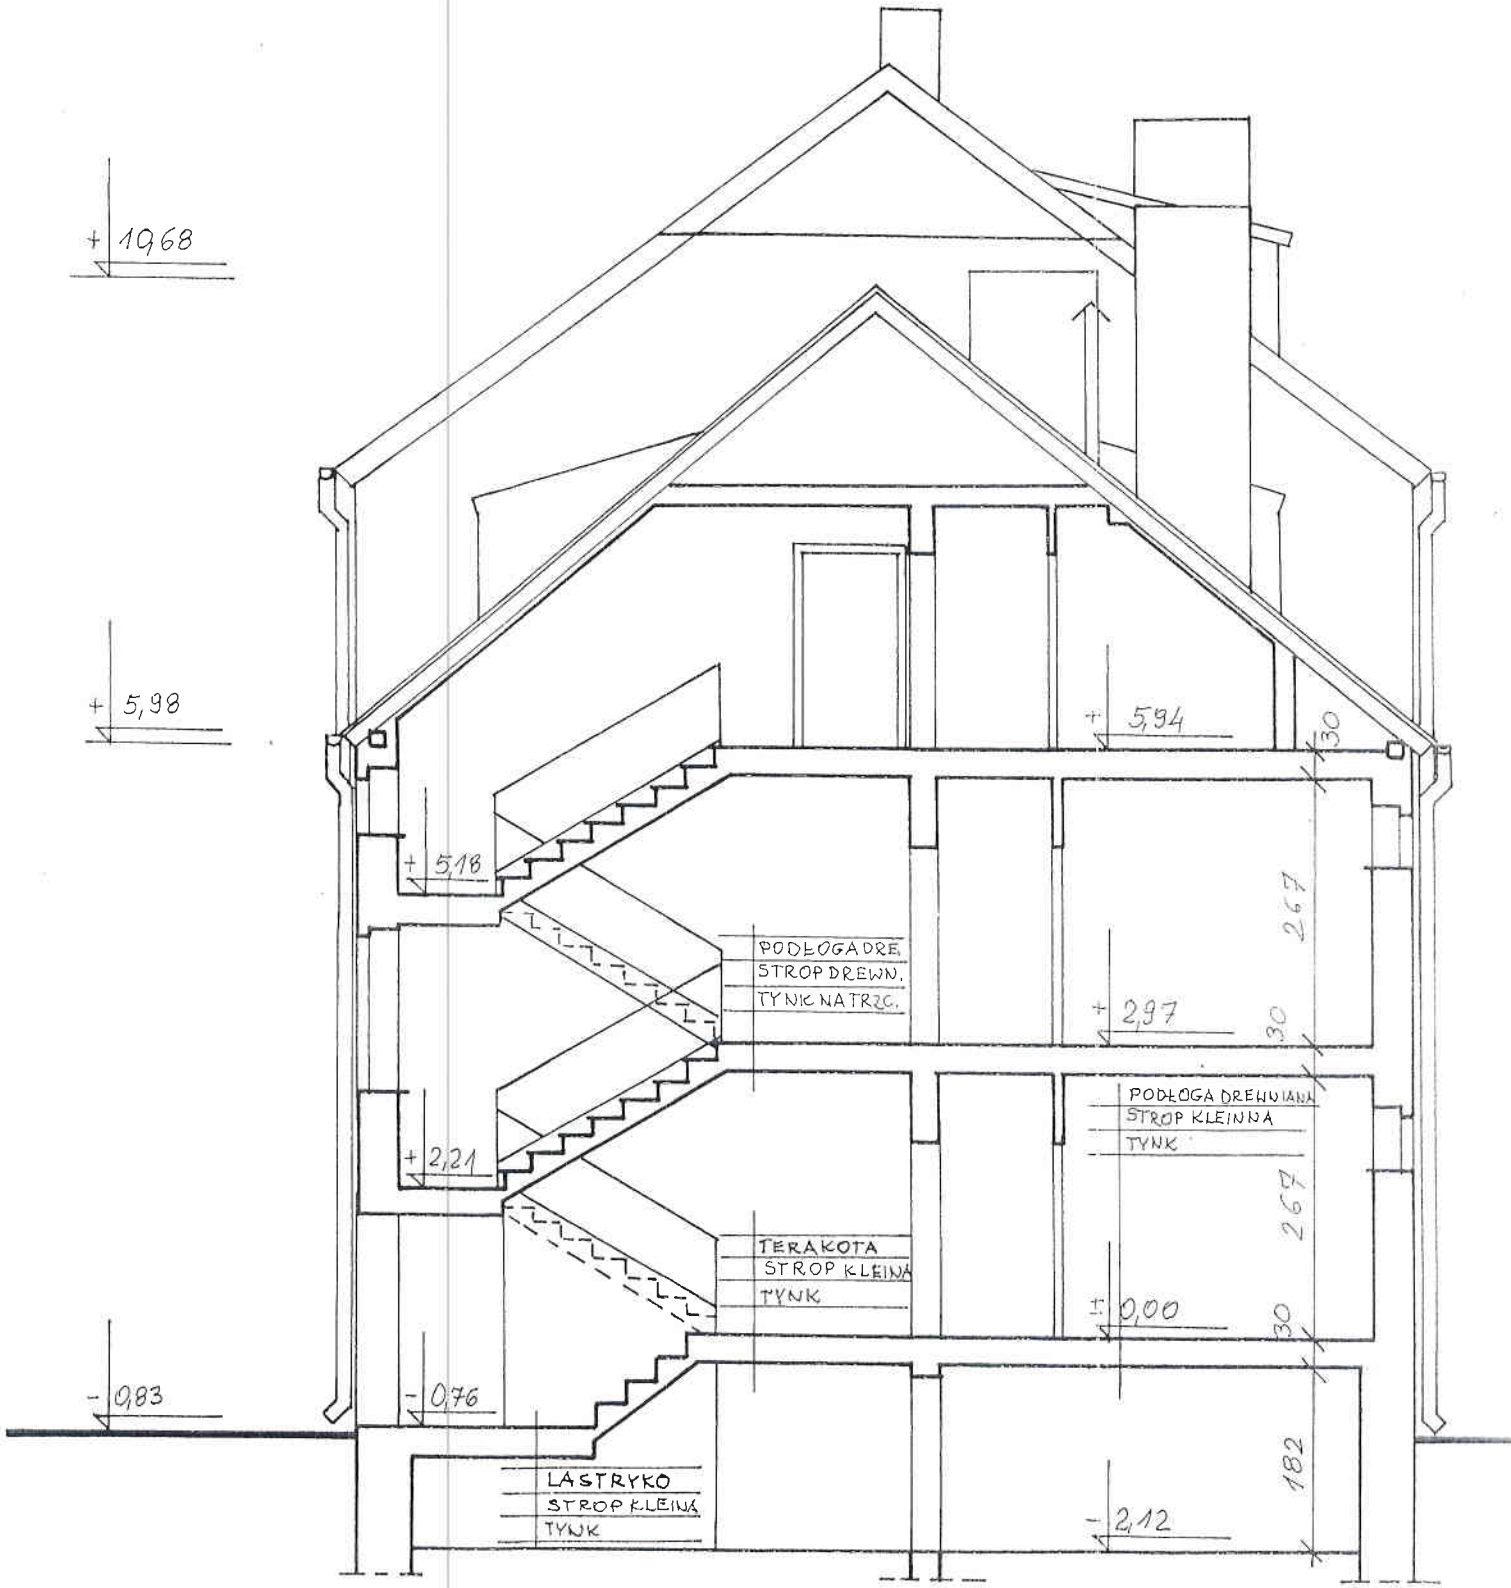 + 10,68
+ 5,98
+ 5,94
30
+ 5,18
267
PODŁOGA DRE.
STROP DREWN.
TYNK NA TRZC.
+ 2,97
30
PODŁOGA DREWNIANA
STROP KLEINNA
TYNK
+ 2,21
267
TERAKOTA
STROP KLEINA
TYNK
± 0,00
30
- 0,83
- 0,76
182
LASTRYKO
STROP KLEINA
TYNK
- 2,12